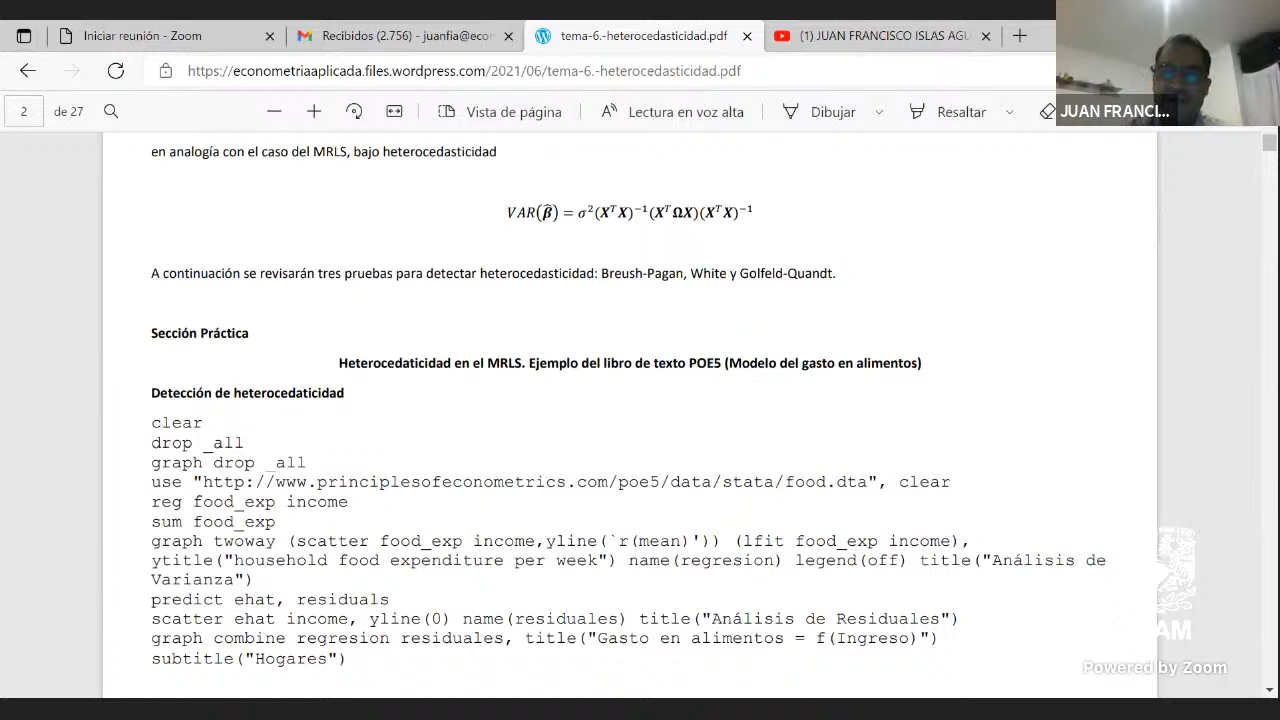 Iniciar reunión - Zoom
Recibidos (2.756) - juanfia@eco
tema-6.-heterocedasticidad.pdf
(1) JUAN FRANCISCO ISLAS AGU
https://econometriaaplicada.files.wordpress.com/2021/06/tema-6.-heterocedasticidad.pdf
2 de 27
Vista de página
Lectura en voz alta
Dibujar
Resaltar
JUAN FRANCI...
en analogía con el caso del MRLS, bajo heterocedasticidad
VAR(β̂) = σ²(XᵀX)⁻¹(XᵀΩX)(XᵀX)⁻¹
A continuación se revisarán tres pruebas para detectar heterocedasticidad: Breush-Pagan, White y Golfeld-Quandt.
Sección Práctica
Heterocedaticidad en el MRLS. Ejemplo del libro de texto POE5 (Modelo del gasto en alimentos)
Detección de heterocedaticidad
clear
drop _all
graph drop _all
use "http://www.principlesofeconometrics.com/poe5/data/stata/food.dta", clear
reg food_exp income
sum food_exp
graph twoway (scatter food_exp income,yline(`r(mean)')) (lfit food_exp income),
ytitle("household food expenditure per week") name(regresion) legend(off) title("Análisis de
Varianza")
predict ehat, residuals
scatter ehat income, yline(0) name(residuales) title("Análisis de Residuales")
graph combine regresion residuales, title("Gasto en alimentos = f(Ingreso)")
subtitle("Hogares")
Powered by Zoom